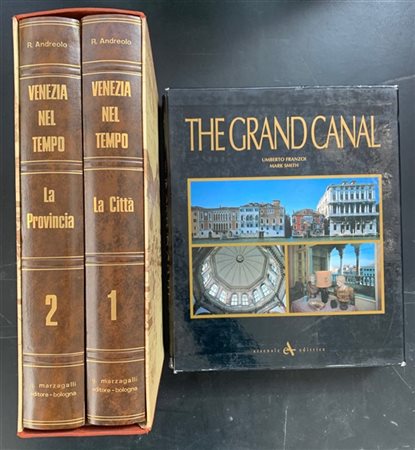 R. Andreolo
VENEZIA
NEL
TEMPO
La
Provincia
2
marzagalli
editore - bologna
R. Andreolo
VENEZIA
NEL
TEMPO
La Città
1
marzagalli
editore - bologna
THE GRAND CANAL
UMBERTO FRANZOI
MARK SMITH
arsenale editrice